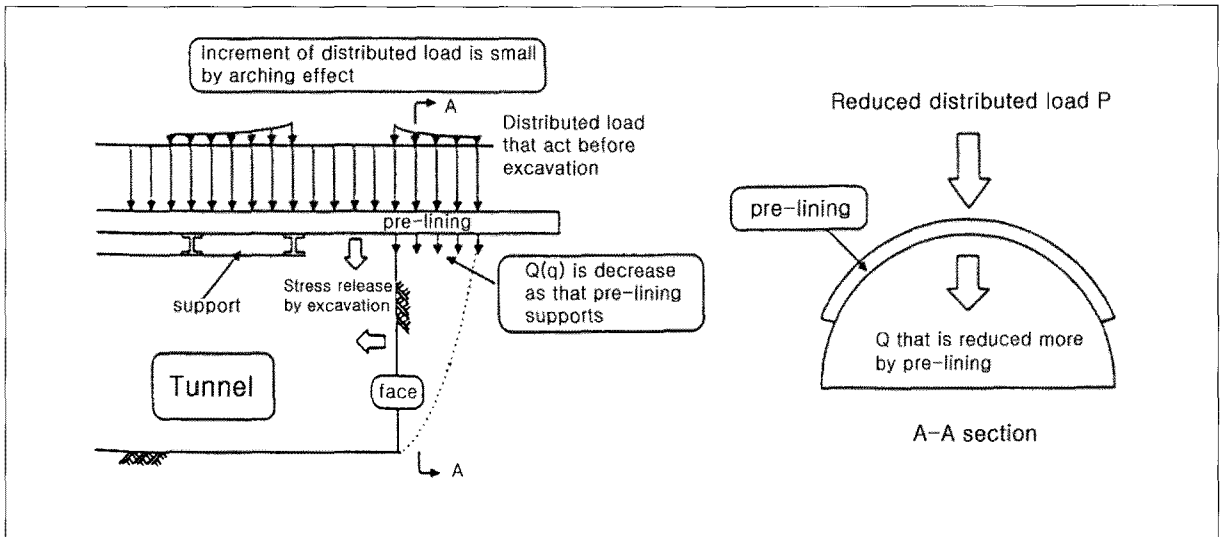 increment of distributed load is small
by arching effect
A
Distributed load
that act before
excavation
pre-lining
support
Stress release
by excavation
Q(q) is decrease
as that pre-lining
supports
Tunnel
face
A
Reduced distributed load P
pre-lining
Q that is reduced more
by pre-lining
A-A section